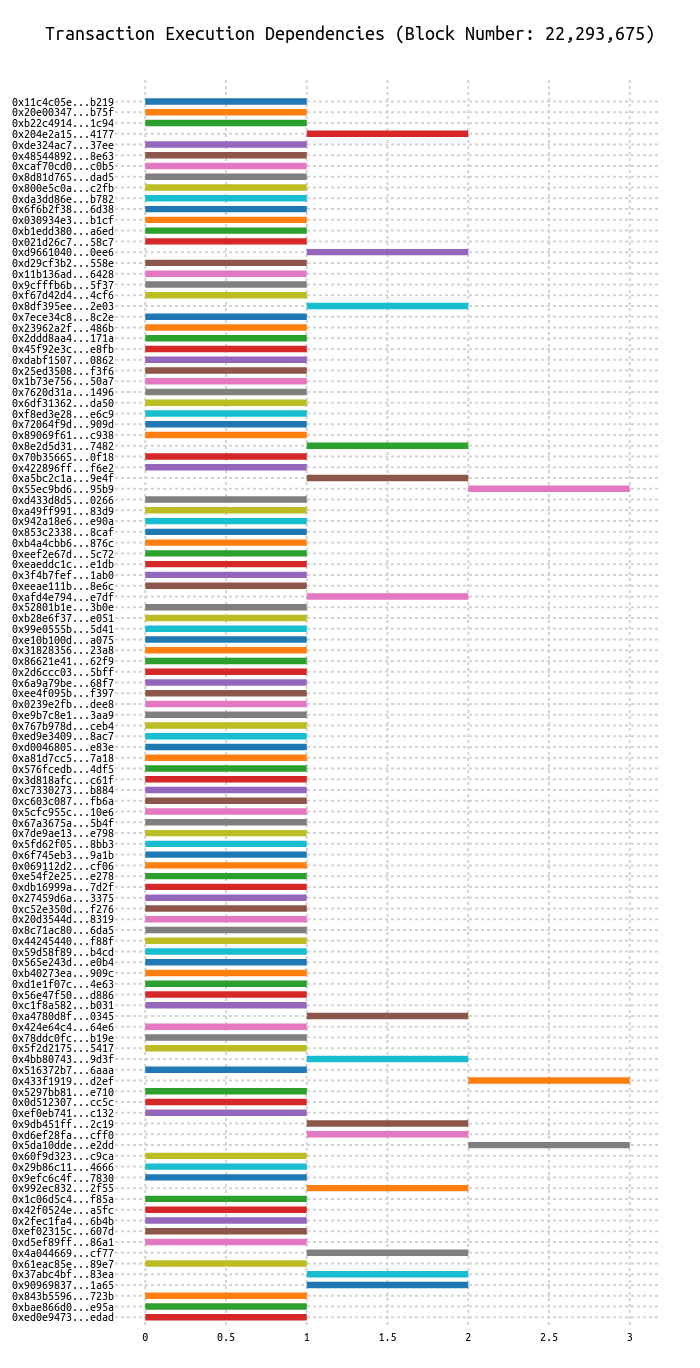 Transaction Execution Dependencies (Block Number: 22,293,675)
0x11c4c05e...b219
0x20e00347...b75f
0xb22c4914...1c94
0x204e2a15...4177
0xde324ac7...37ee
0x48544892...8e63
0xcaf70cd0...c0b5
0x8d81d765...dad5
0x800e5c0a...c2fb
0xda3dd86e...b782
0x6f6b2f38...6d38
0x030934e3...b1cf
0xb1edd380...a6ed
0x021d26c7...58c7
0xd9661040...0ee6
0xd29cf3b2...558e
0x11b136ad...6428
0x9cfffb6b...5f37
0xf67d42d4...4cf6
0x8df395ee...2e03
0x7ece34c8...8c2e
0x23962a2f...486b
0x2ddd8aa4...171a
0x45f92e3c...e8fb
0xdabf1507...0862
0x25ed3508...f3f6
0x1b73e756...50a7
0x7620d31a...1496
0x6df31362...da50
0xf8ed3e28...e6c9
0x72064f9d...909d
0x89069f61...c938
0x8e2d5d31...7482
0x70b35665...0f18
0x422896ff...f6e2
0xa5bc2c1a...9e4f
0x55ec9bd6...95b9
0xd433d8d5...0266
0xa49ff991...83d9
0x942a18e6...e90a
0x853c2338...8caf
0xb4a4cbb6...876c
0xeef2e67d...5c72
0xeaeddc1c...e1db
0x3f4b7fef...1ab0
0xeeae111b...8e6c
0xafd4e794...e7df
0x52801b1e...3b0e
0xb28e6f37...e051
0x99e0555b...5d41
0xe10b100d...a075
0x31828356...23a8
0x86621e41...62f9
0x2d6ccc03...5bff
0x6a9a79be...68f7
0xee4f095b...f397
0x0239e2fb...dee8
0xe9b7c8e1...3aa9
0x767b978d...ceb4
0xed9e3409...8ac7
0xd0046805...e83e
0xa81d7cc5...7a18
0x576fcedb...4df5
0x3d818afc...c61f
0xc7330273...b884
0xc603c087...fb6a
0x5cfc955c...10e6
0x67a3675a...5b4f
0x7de9ae13...e798
0x5fd62f05...8bb3
0x6f745eb3...9a1b
0x069112d2...cf06
0xe54f2e25...e278
0xdb16999a...7d2f
0x27459d6a...3375
0xc52e350d...f276
0x20d3544d...8319
0x8c71ac80...6da5
0x44245440...f88f
0x59d58f89...b4cd
0x565e243d...e0b4
0xb40273ea...909c
0xd1e1f07c...4e63
0x56e47f50...d886
0xc1f8a582...b031
0xa4780d8f...0345
0x424e64c4...64e6
0x78ddc0fc...b19e
0x5f2d2175...5417
0x4bb80743...9d3f
0x516372b7...6aaa
0x433f1919...d2ef
0x5297bb81...e710
0x0d512307...cc5c
0xef0eb741...c132
0x9db451ff...2c19
0xd6ef28fa...cff0
0x5da10dde...e2dd
0x60f9d323...c9ca
0x29b86c11...4666
0x9efc6c4f...7830
0x992ec832...2f55
0x1c06d5c4...f85a
0x42f0524e...a5fc
0x2fec1fa4...6b4b
0xef02315c...607d
0xd5ef89ff...86a1
0x4a044669...cf77
0x61eac85e...89e7
0x37abc4bf...83ea
0x90969837...1a65
0x843b5596...723b
0xbae866d0...e95a
0xed0e9473...edad
0 0.5 1 1.5 2 2.5 3